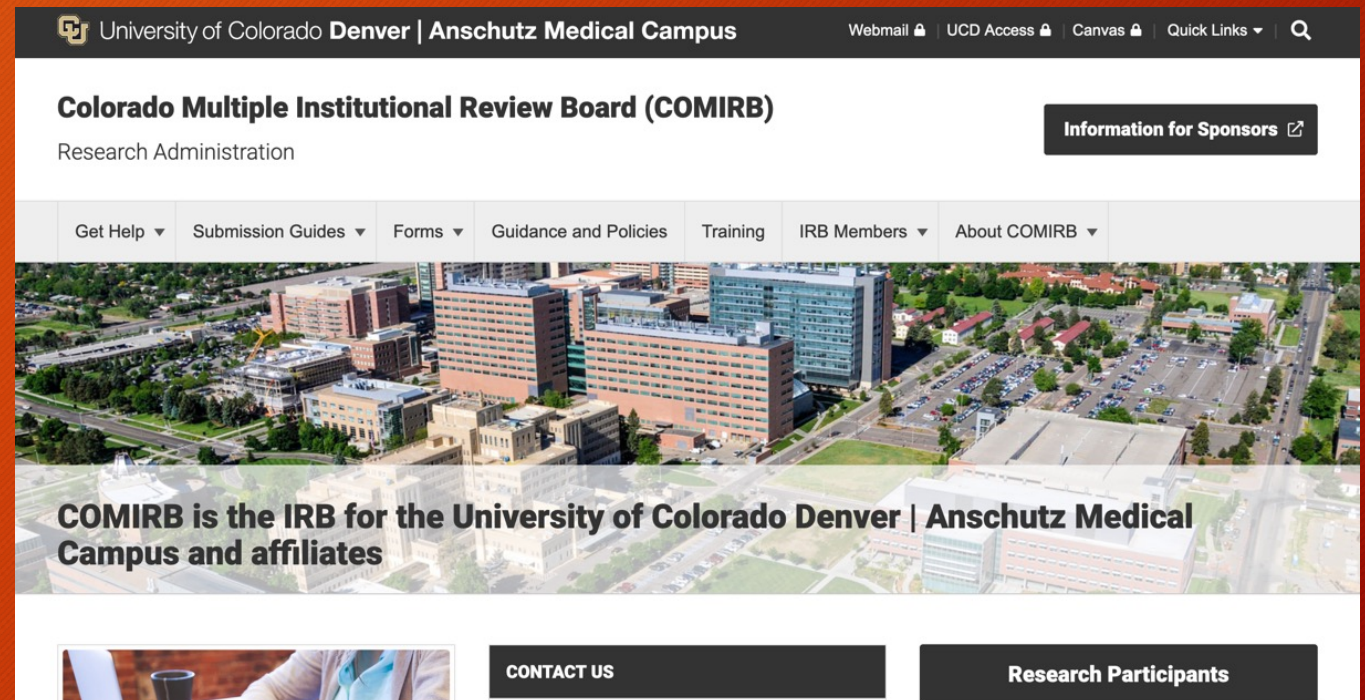 University of Colorado Denver | Anschutz Medical Campus
Webmail | UCD Access | Canvas | Quick Links
Colorado Multiple Institutional Review Board (COMIRB)
Research Administration
Information for Sponsors
Get Help
Submission Guides
Forms
Guidance and Policies
Training
IRB Members
About COMIRB
COMIRB is the IRB for the University of Colorado Denver | Anschutz Medical
Campus and affiliates
CONTACT US
Research Participants